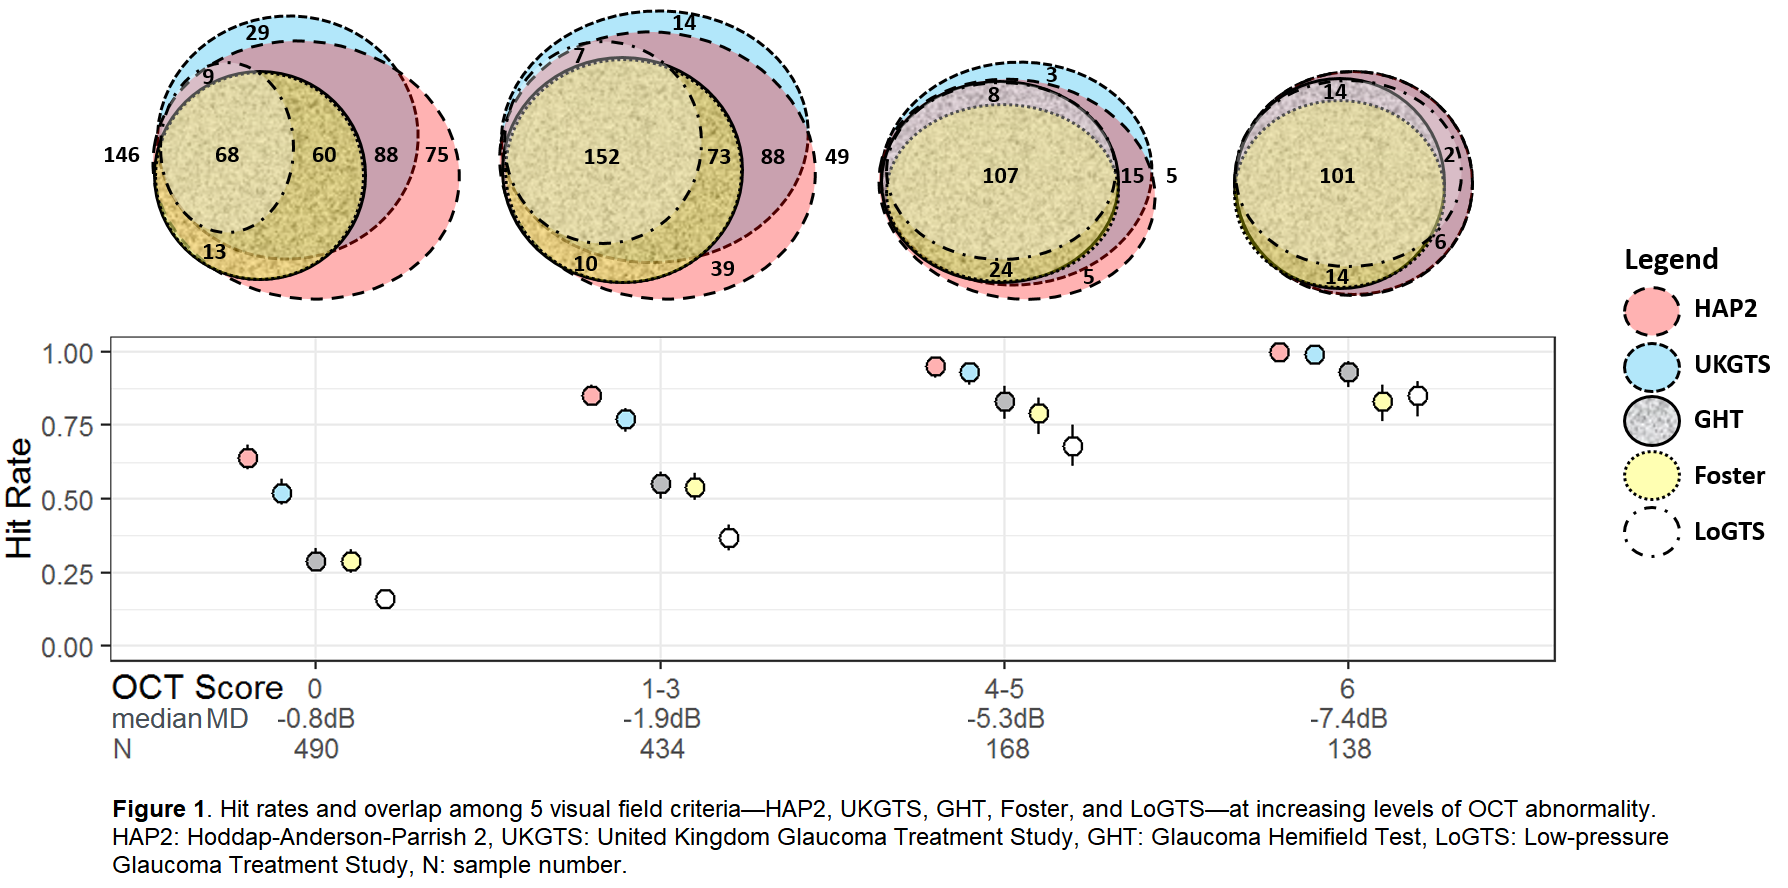 29
9
146
68
60
88
75
13
14
7
152
73
88
49
10
39
3
8
107
15
5
24
5
14
2
101
6
14
Legend
HAP2
UKGTS
GHT
Foster
LoGTS
Hit Rate
1.00
0.75
0.50
0.25
0.00
OCT Score 0 1-3 4-5 6
median MD -0.8dB -1.9dB -5.3dB -7.4dB
N 490 434 168 138
Figure 1. Hit rates and overlap among 5 visual field criteria—HAP2, UKGTS, GHT, Foster, and LoGTS—at increasing levels of OCT abnormality.
HAP2: Hoddap-Anderson-Parrish 2, UKGTS: United Kingdom Glaucoma Treatment Study, GHT: Glaucoma Hemifield Test, LoGTS: Low-pressure
Glaucoma Treatment Study, N: sample number.